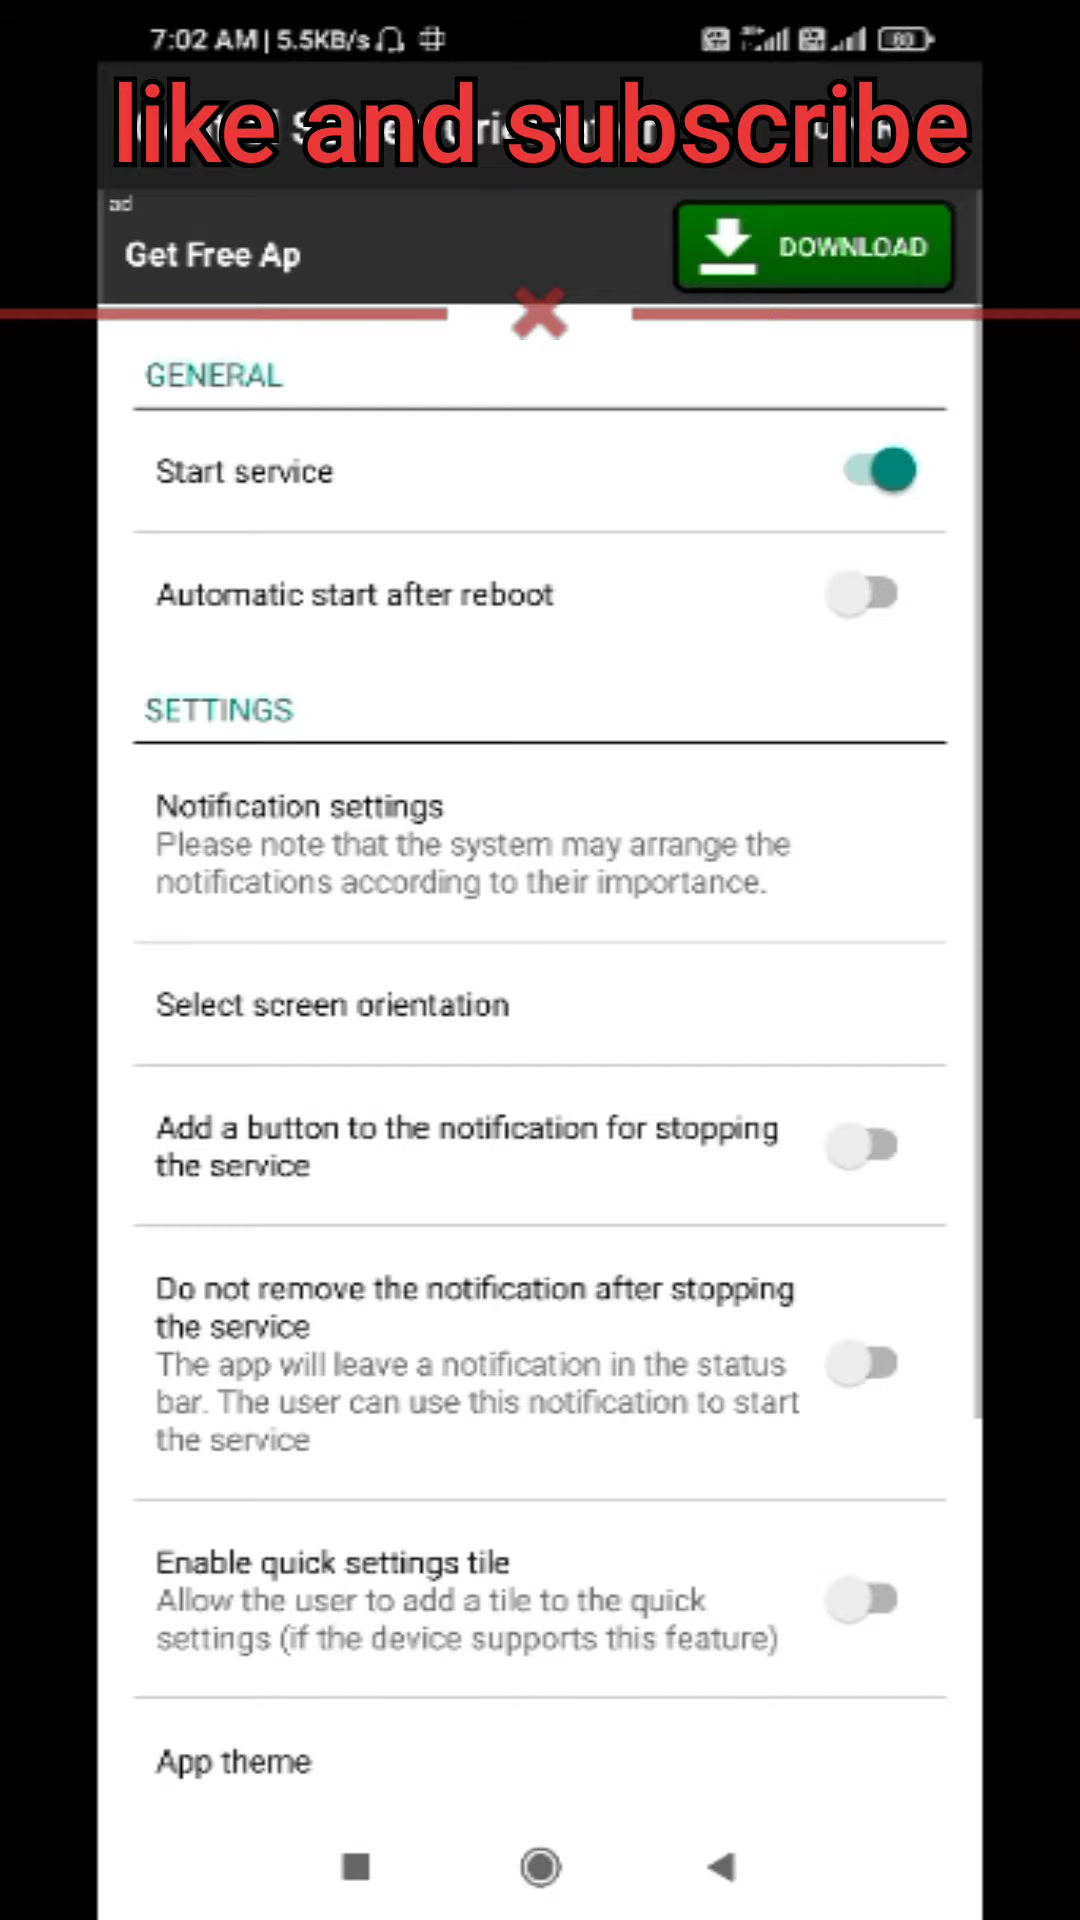 7:02 AM | 5.5KB/s
80
like and subscribe
ad
Get Free Ap
DOWNLOAD
GENERAL
Start service
Automatic start after reboot
SETTINGS
Notification settings
Please note that the system may arrange the
notifications according to their importance.
Select screen orientation
Add a button to the notification for stopping
the service
Do not remove the notification after stopping
the service
The app will leave a notification in the status
bar. The user can use this notification to start
the service
Enable quick settings tile
Allow the user to add a tile to the quick
settings (if the device supports this feature)
App theme